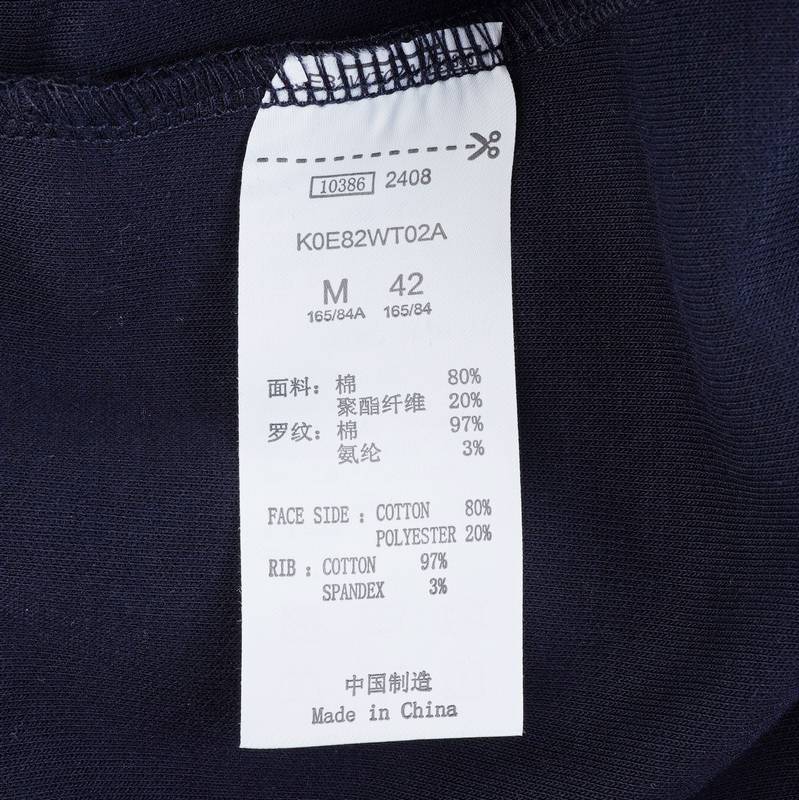 10386 2408
K0E82WT02A
M 42
165/84A 165/84
面料: 棉 80%
聚酯纤维 20%
罗纹: 棉 97%
氨纶 3%
FACE SIDE : COTTON 80%
POLYESTER 20%
RIB : COTTON 97%
SPANDEX 3%
中国制造
Made in China